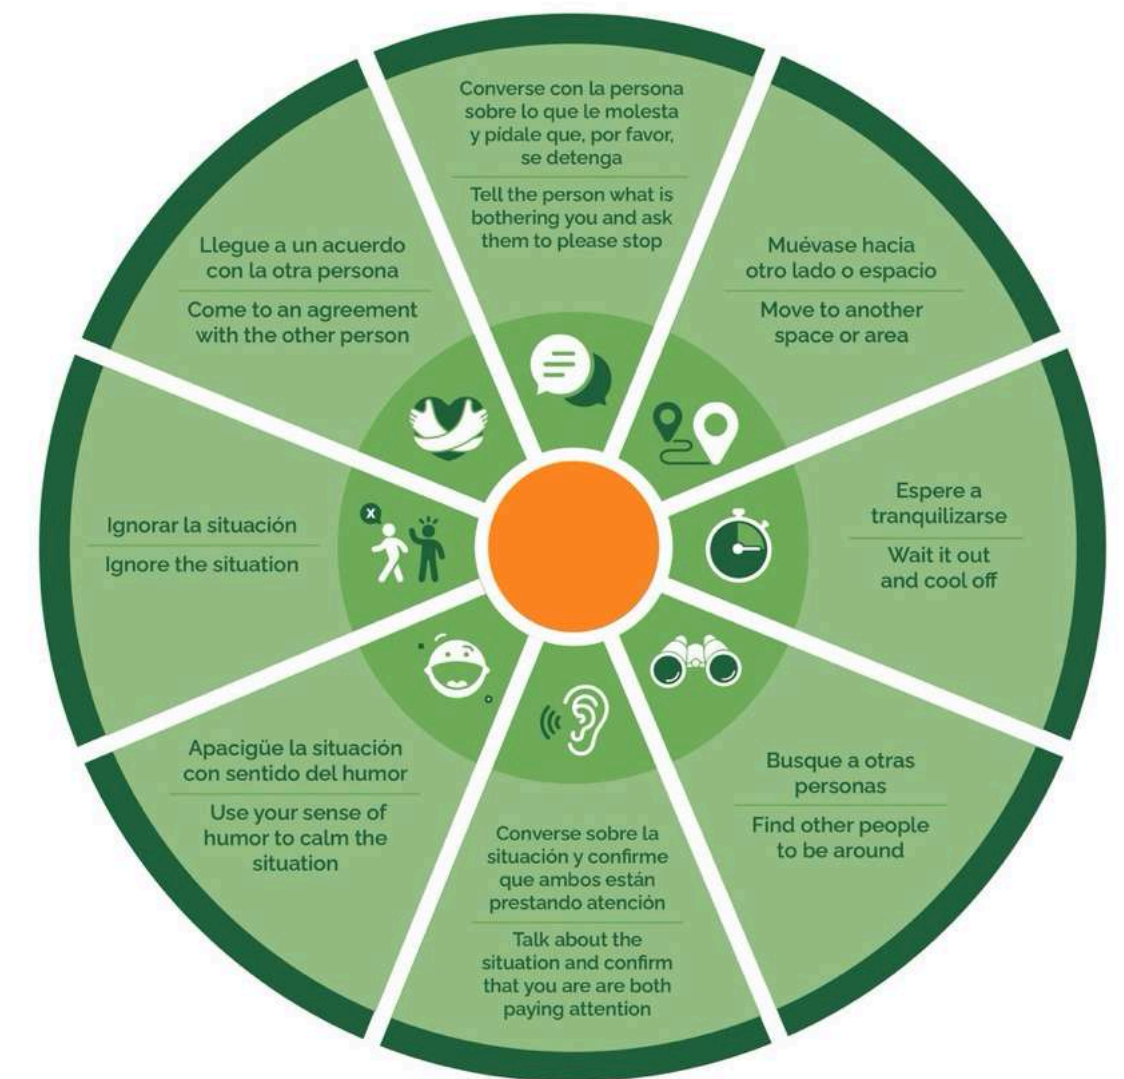 Converse con la persona
sobre lo que le molesta
y pídale que, por favor,
se detenga
Tell the person what is
bothering you and ask
them to please stop
Muévase hacia
otro lado o espacio
Move to another
space or area
Espere a
tranquilizarse
Wait it out
and cool off
Busque a otras
personas
Find other people
to be around
Converse sobre la
situación y confirme
que ambos están
prestando atención
Talk about the
situation and confirm
that you are are both
paying attention
Apacigüe la situación
con sentido del humor
Use your sense of
humor to calm the
situation
Ignorar la situación
Ignore the situation
X
Llegue a un acuerdo
con la otra persona
Come to an agreement
with the other person